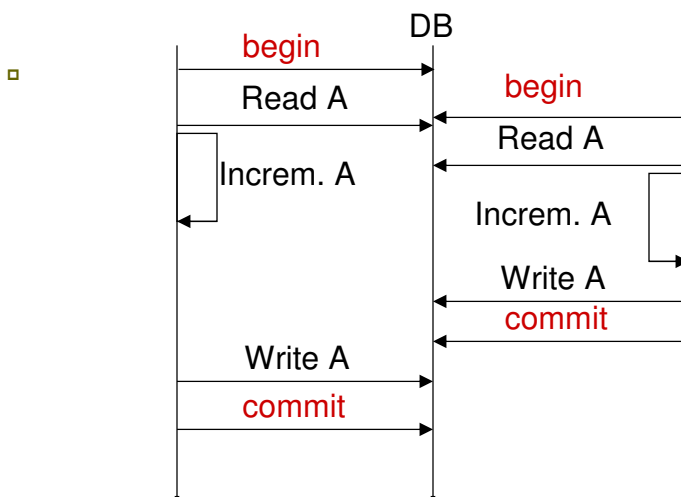 DB
begin
Read A
begin
Read A
Increm. A
Increm. A
Write A
commit
Write A
commit